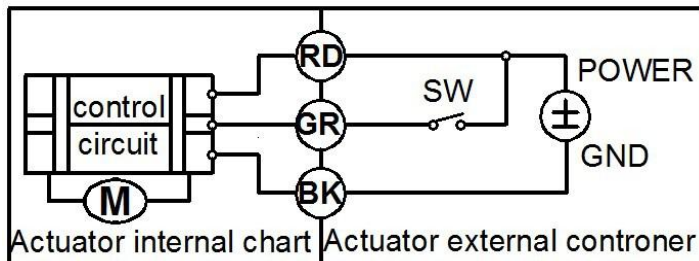 RD
POWER
SW
control
GR
±
circuit
GND
M
BK
Actuator internal chart
Actuator external controner